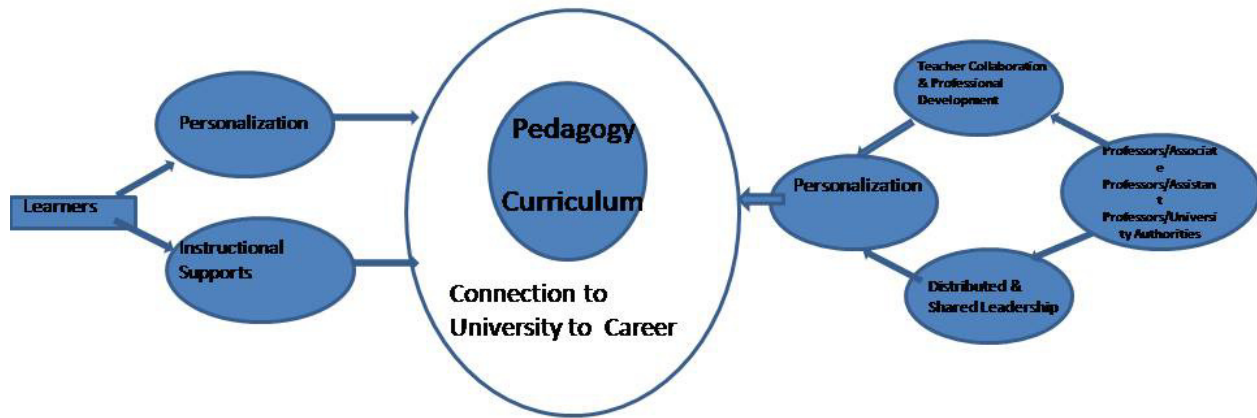 Learners
Personalization
Instructional
Supports
Pedagogy
Curriculum
Connection to
University to Career
Personalization
Teacher Collaboration
& Professional
Development
Distributed &
Shared Leadership
Professors/Associat
e
Professors/Assistan
t
Professors/Universi
ty Authorities